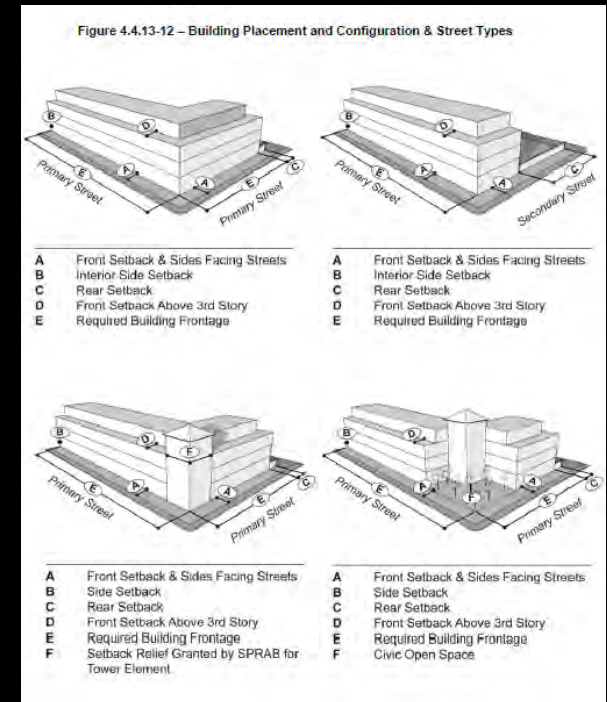 Figure 4.4.13-12 – Building Placement and Configuration & Street Types
B
D
E
A
A
E
C
Primary Street
Primary Street
A Front Setback & Sides Facing Streets
B Interior Side Setback
C Rear Setback
D Front Setback Above 3rd Story
E Required Building Frontage
B
D
E
A
A
C
Primary Street
Secondary Street
A Front Setback & Sides Facing Streets
B Interior Side Setback
C Rear Setback
D Front Setback Above 3rd Story
E Required Building Frontage
B
D
F
E
A
A
E
C
Primary Street
Primary Street
A Front Setback & Sides Facing Streets
B Side Setback
C Rear Setback
D Front Setback Above 3rd Story
E Required Building Frontage
F Setback Relief Granted by SPRAB for
Tower Element
B
D
E
A
F
A
E
C
Primary Street
Primary Street
A Front Setback & Sides Facing Streets
B Side Setback
C Rear Setback
D Front Setback Above 3rd Story
E Required Building Frontage
F Civic Open Space